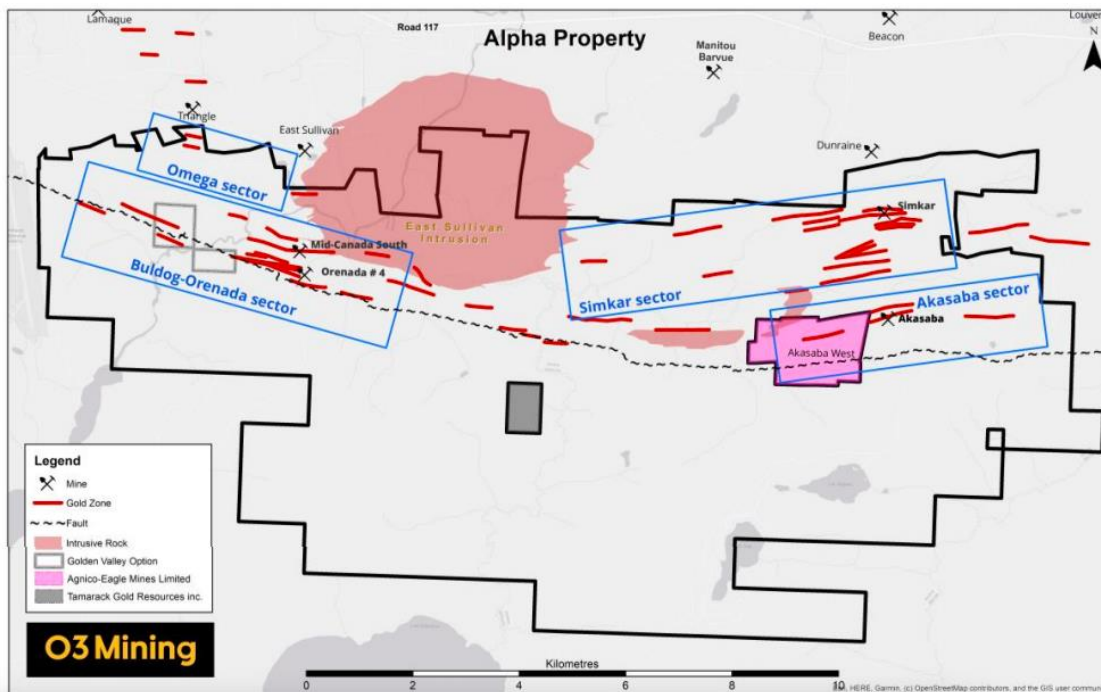 Lamaque
Road 117
Alpha Property
Manitou
Barvue
Beacon
Louver
N
Triangle
East Sullivan
Dunraine
Omega sector
East Sullivan
Intrusion
Simkar
Mid-Canada South
Orenada # 4
Buldog-Orenada sector
Simkar sector
Akasaba sector
Akasaba
Akasaba West
Legend
Mine
Gold Zone
Fault
Intrusive Rock
Golden Valley Option
Agnico-Eagle Mines Limited
Tamarack Gold Resources inc.
O3 Mining
Kilometres
0 2 4 6 8 10
HERE, Garmin, (c) OpenStreetMap contributors, and the GIS user commun